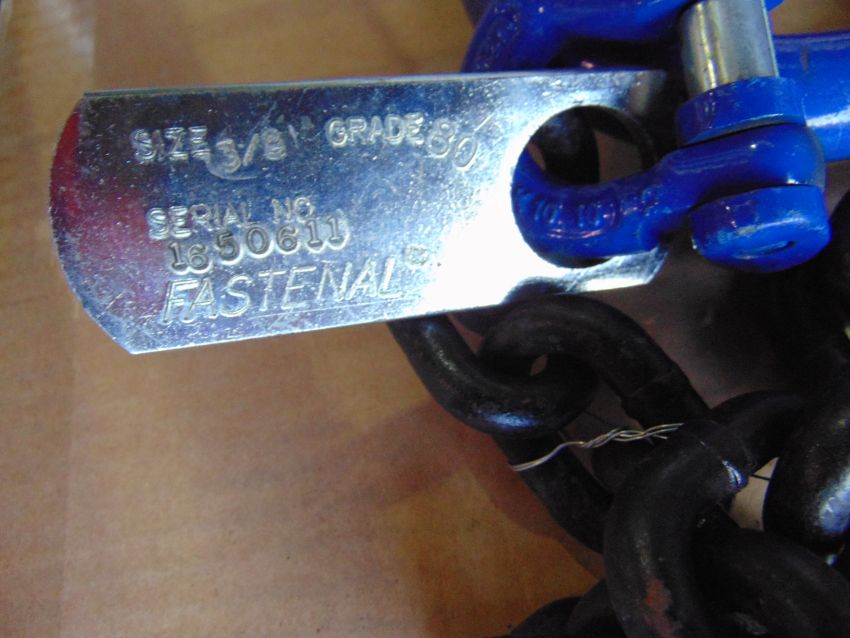 SIZE 3/8 GRADE 80
SERIAL NO.
1650611
FASTENAL®